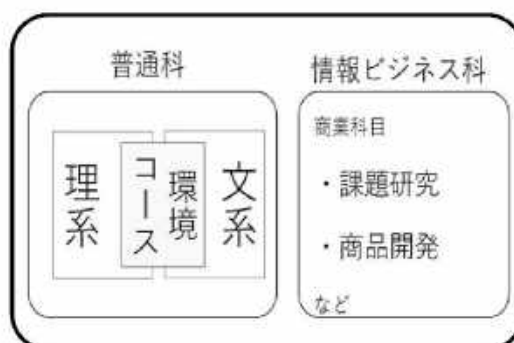 普通科
理系
環境
コース
文系
情報ビジネス科
商業科目
・課題研究
・商品開発
など